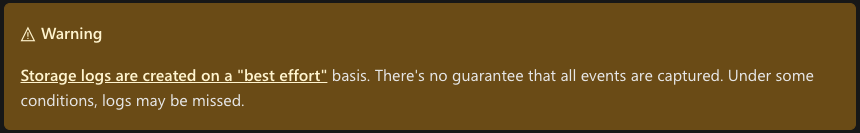 ⚠ Warning
Storage logs are created on a "best effort" basis. There's no guarantee that all events are captured. Under some
conditions, logs may be missed.